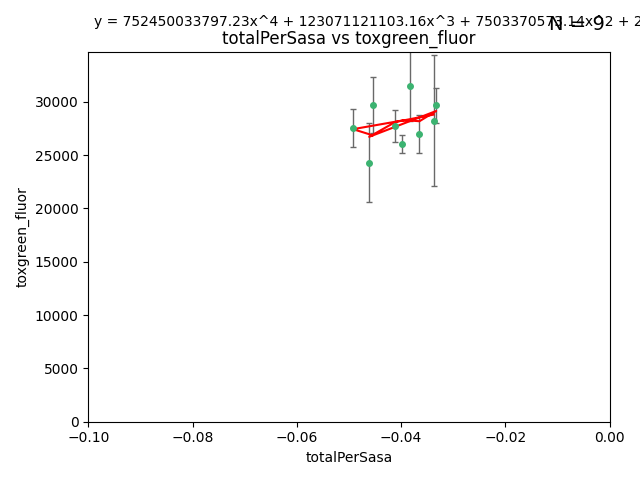 y = 752450033797.23x^4 + 123071121103.16x^3 + 7503370573.14x^2 + 2
N = 9
totalPerSasa vs toxgreen_fluor
toxgreen_fluor
30000
25000
20000
15000
10000
5000
0
−0.10
−0.08
−0.06
−0.04
−0.02
0.00
totalPerSasa